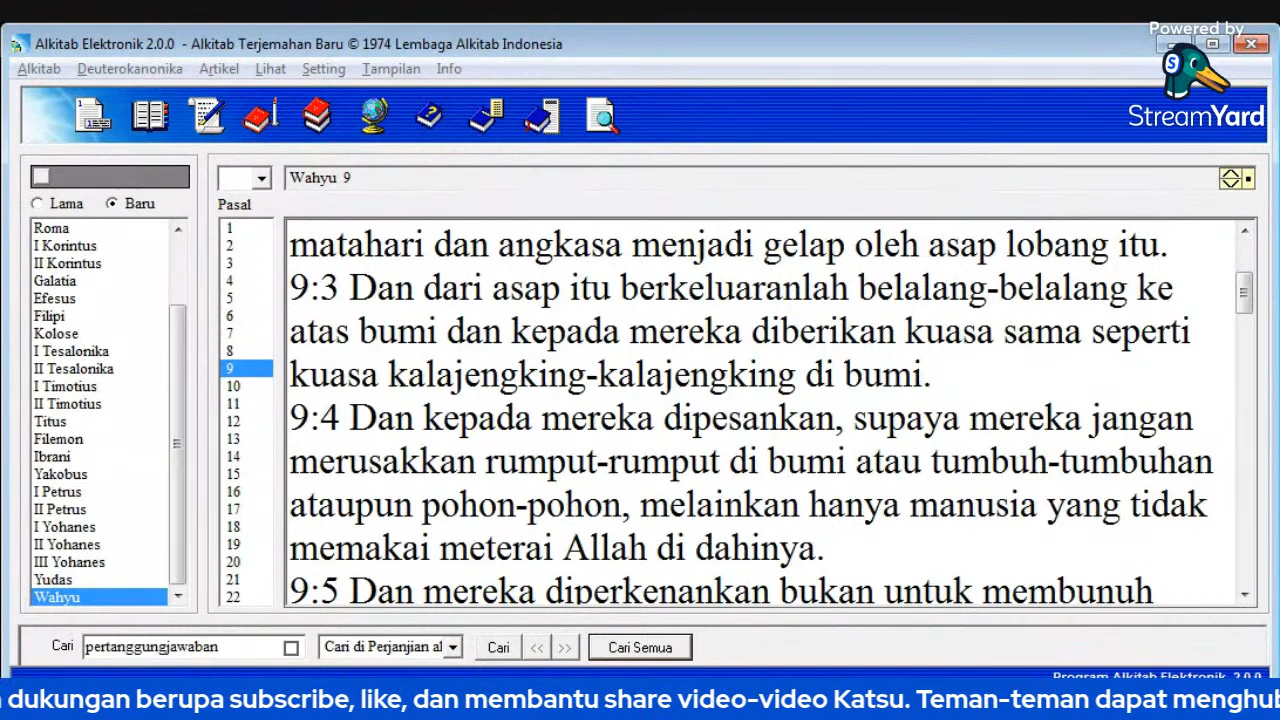 Powered by
StreamYard
Alkitab Elektronik 2.0.0 - Alkitab Terjemahan Baru © 1974 Lembaga Alkitab Indonesia
Alkitab Deuterokanonika Artikel Lihat Setting Tampilan Info
Wahyu 9
Lama Baru
Pasal
Roma
I Korintus
II Korintus
Galatia
Efesus
Filipi
Kolose
I Tesalonika
II Tesalonika
I Timotius
II Timotius
Titus
Filemon
Ibrani
Yakobus
I Petrus
II Petrus
I Yohanes
II Yohanes
III Yohanes
Yudas
Wahyu
1
2
3
4
5
6
7
8
9
10
11
12
13
14
15
16
17
18
19
20
21
22
matahari dan angkasa menjadi gelap oleh asap lobang itu.
9:3 Dan dari asap itu berkeluaranlah belalang-belalang ke
atas bumi dan kepada mereka diberikan kuasa sama seperti
kuasa kalajengking-kalajengking di bumi.
9:4 Dan kepada mereka dipesankan, supaya mereka jangan
merusakkan rumput-rumput di bumi atau tumbuh-tumbuhan
ataupun pohon-pohon, melainkan hanya manusia yang tidak
memakai meterai Allah di dahinya.
9:5 Dan mereka diperkenankan bukan untuk membunuh
Cari pertanggungjawaban Cari di Perjanjian Cari << >> Cari Semua
Program Alkitab Elektronik 2.0.0
dukungan berupa subscribe, like, dan membantu share video-video Katsu. Teman-teman dapat menghub